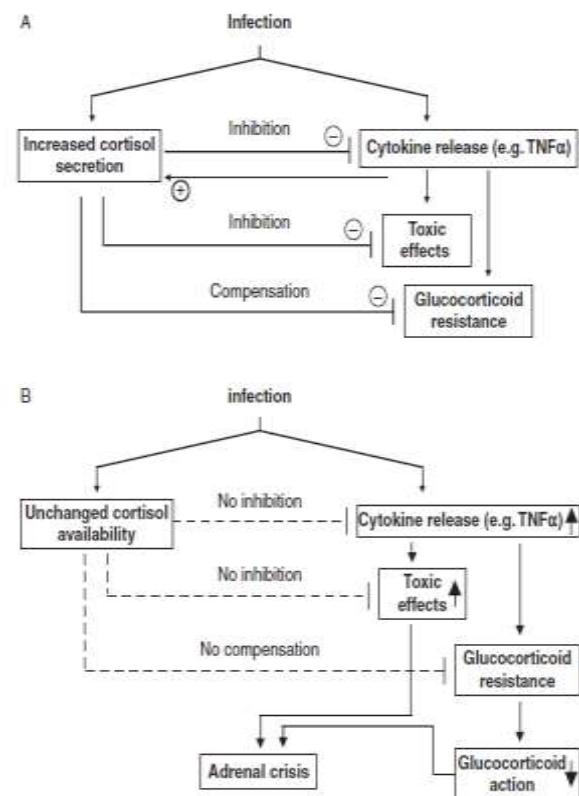 A
Infection
Increased cortisol
secretion
Inhibition
−
Cytokine release (e.g. TNFα)
+
Inhibition
−
Toxic
effects
Compensation
−
Glucocorticoid
resistance
B
infection
Unchanged cortisol
availability
No inhibition
Cytokine release (e.g. TNFα)
No inhibition
Toxic
effects
No compensation
Glucocorticoid
resistance
Adrenal crisis
Glucocorticoid
action